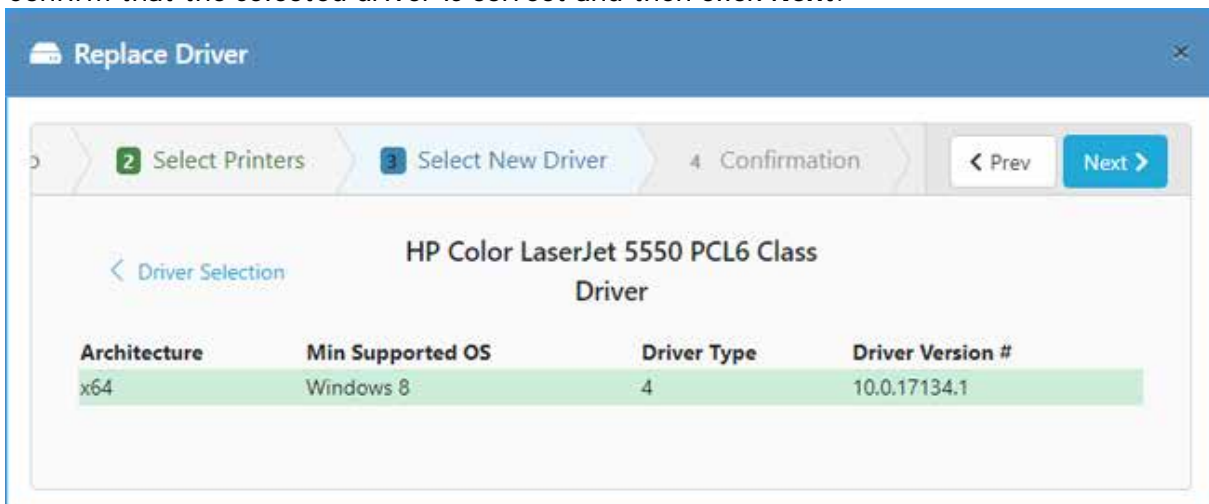 Replace Driver
2 Select Printers 3 Select New Driver 4 Confirmation Prev Next
Driver Selection
HP Color LaserJet 5550 PCL6 Class
Driver
Architecture Min Supported OS Driver Type Driver Version #
x64 Windows 8 4 10.0.17134.1